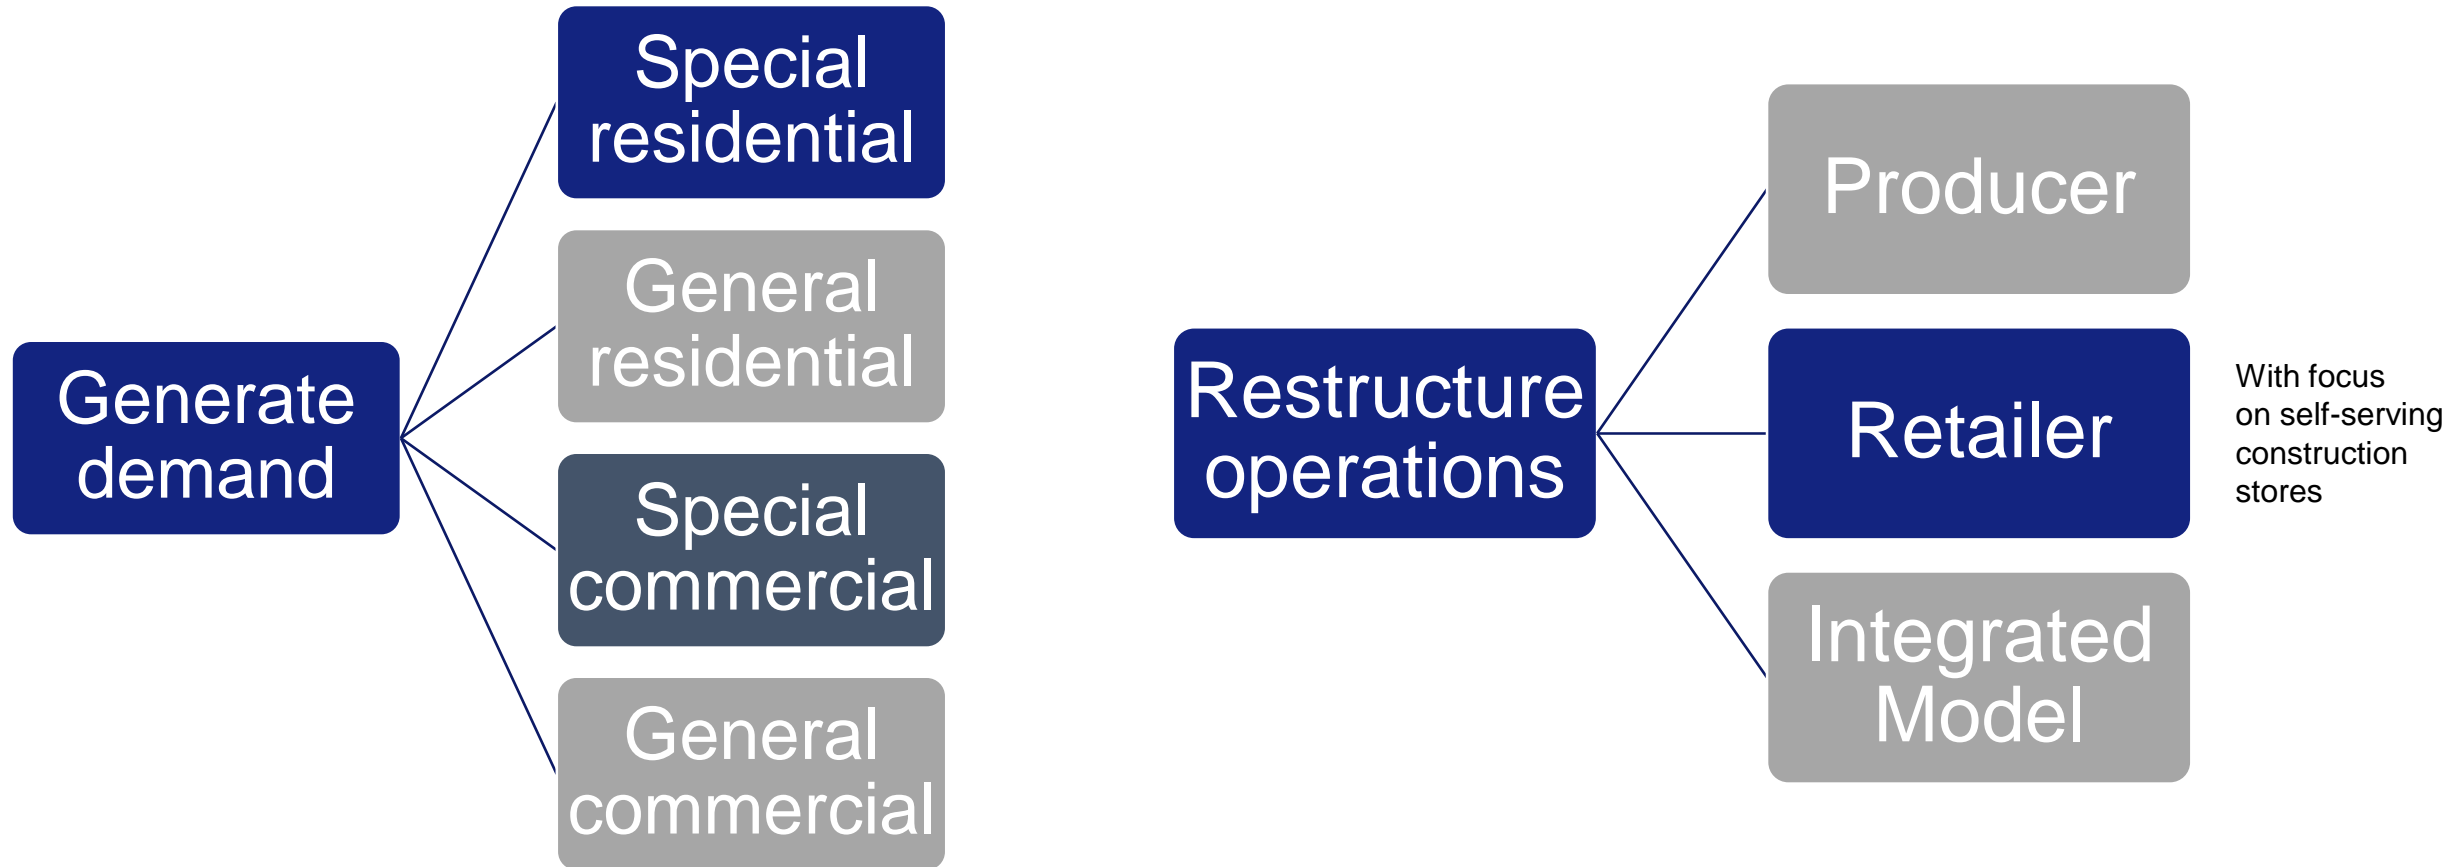 Generate
demand
Special
residential
General
residential
Special
commercial
General
commercial
Restructure
operations
Producer
Retailer
Integrated
Model
With focus
on self-serving
construction
stores